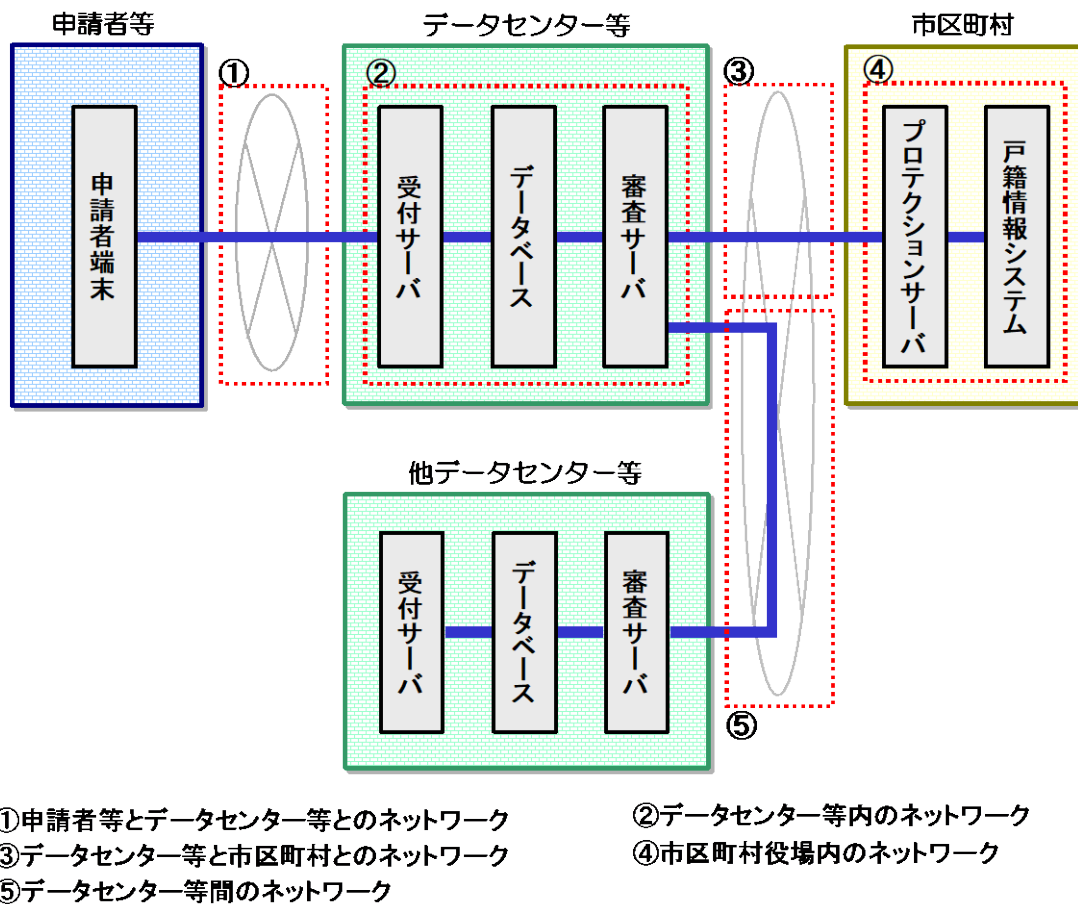 申請者等
データセンター等
市区町村
①
②
③
④
申請者端末
受付サーバ
データベース
審査サーバ
プロテクションサーバ
戸籍情報システム
他データセンター等
受付サーバ
データベース
審査サーバ
⑤
①申請者等とデータセンター等とのネットワーク
②データセンター等内のネットワーク
③データセンター等と市区町村とのネットワーク
④市区町村役場内のネットワーク
⑤データセンター等間のネットワーク